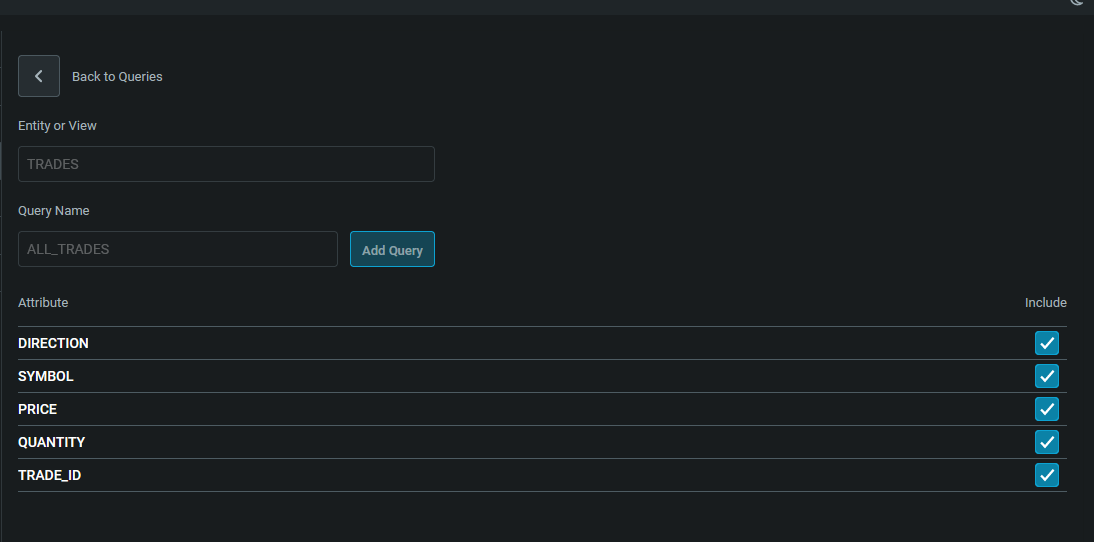 Back to Queries
Entity or View
TRADES
Query Name
ALL_TRADES
Add Query
Attribute Include
DIRECTION
SYMBOL
PRICE
QUANTITY
TRADE_ID